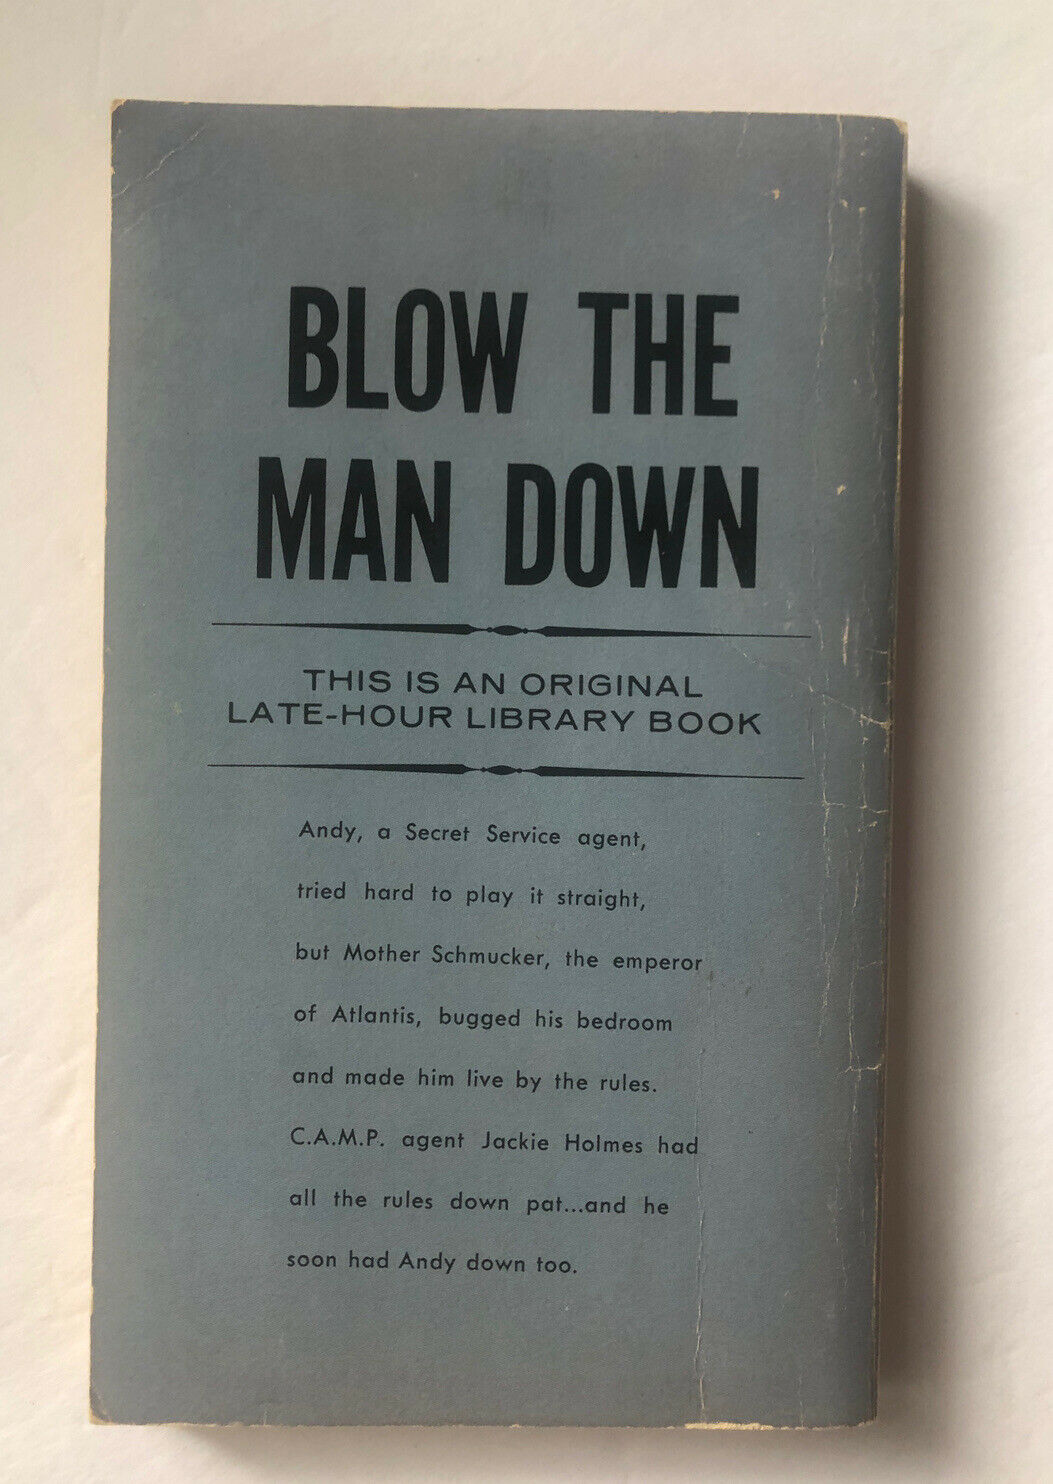 BLOW THE
MAN DOWN
THIS IS AN ORIGINAL
LATE-HOUR LIBRARY BOOK
Andy, a Secret Service agent,
tried hard to play it straight,
but Mother Schmucker, the emperor
of Atlantis, bugged his bedroom
and made him live by the rules.
C.A.M.P. agent Jackie Holmes had
all the rules down pat...and he
soon had Andy down too.